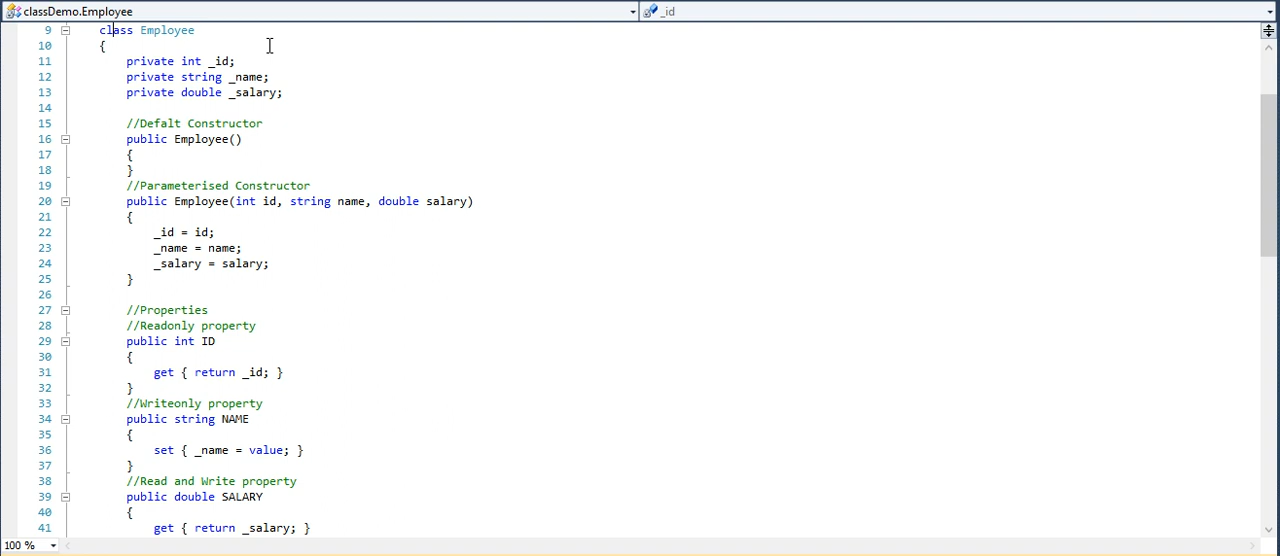 classDemo.Employee _id
9 class Employee
10 {
11 private int _id;
12 private string _name;
13 private double _salary;
14
15 //Defalt Constructor
16 public Employee()
17 {
18 }
19 //Parameterised Constructor
20 public Employee(int id, string name, double salary)
21 {
22 _id = id;
23 _name = name;
24 _salary = salary;
25 }
26
27 //Properties
28 //Readonly property
29 public int ID
30 {
31 get { return _id; }
32 }
33 //Writeonly property
34 public string NAME
35 {
36 set { _name = value; }
37 }
38 //Read and Write property
39 public double SALARY
40 {
41 get { return _salary; }
100 %